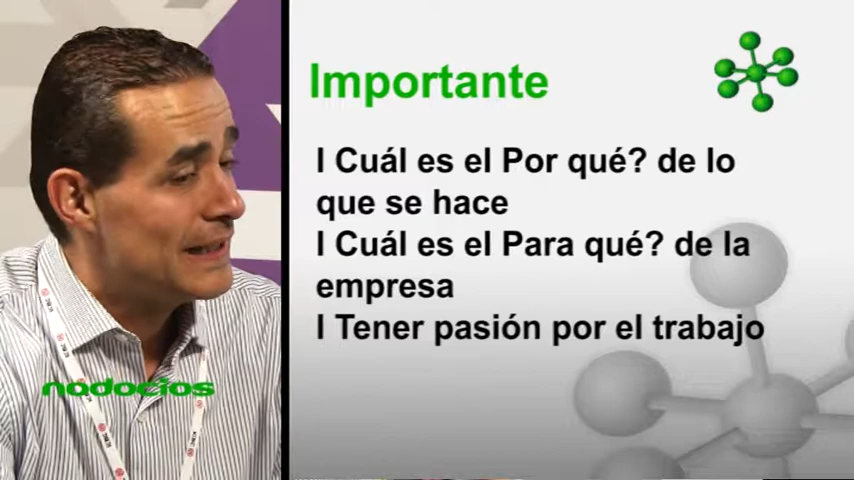 Importante
I Cuál es el Por qué? de lo
que se hace
I Cuál es el Para qué? de la
empresa
I Tener pasión por el trabajo
nadocios